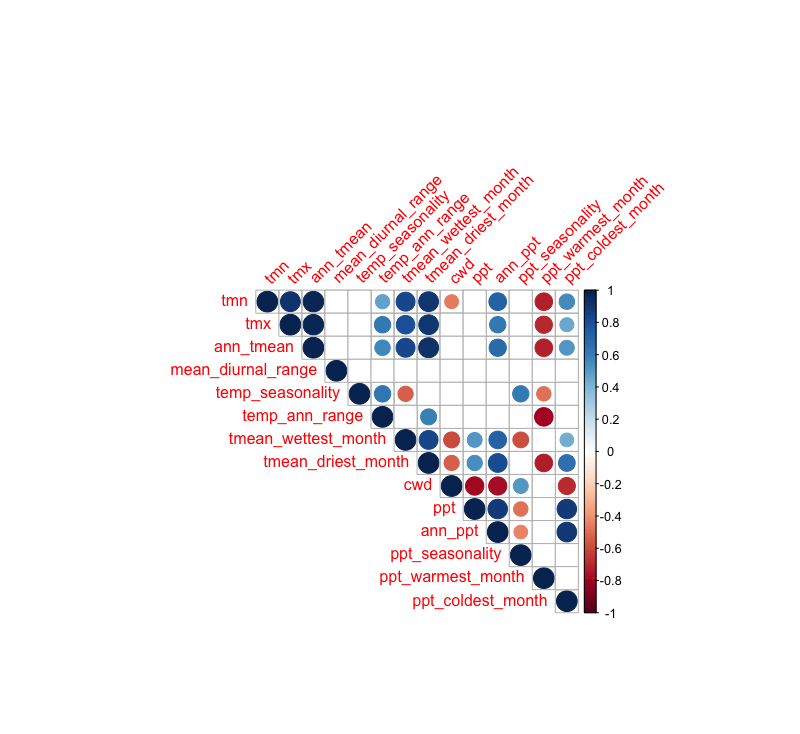 tmn
tmx
ann_tmean
mean_diurnal_range
temp_seasonality
temp_ann_range
tmean_wettest_month
tmean_driest_month
cwd
ppt
ann_ppt
ppt_seasonality
ppt_warmest_month
ppt_coldest_month
tmn
tmx
ann_tmean
mean_diurnal_range
temp_seasonality
temp_ann_range
tmean_wettest_month
tmean_driest_month
cwd
ppt
ann_ppt
ppt_seasonality
ppt_warmest_month
ppt_coldest_month
1
0.8
0.6
0.4
0.2
0
-0.2
-0.4
-0.6
-0.8
-1